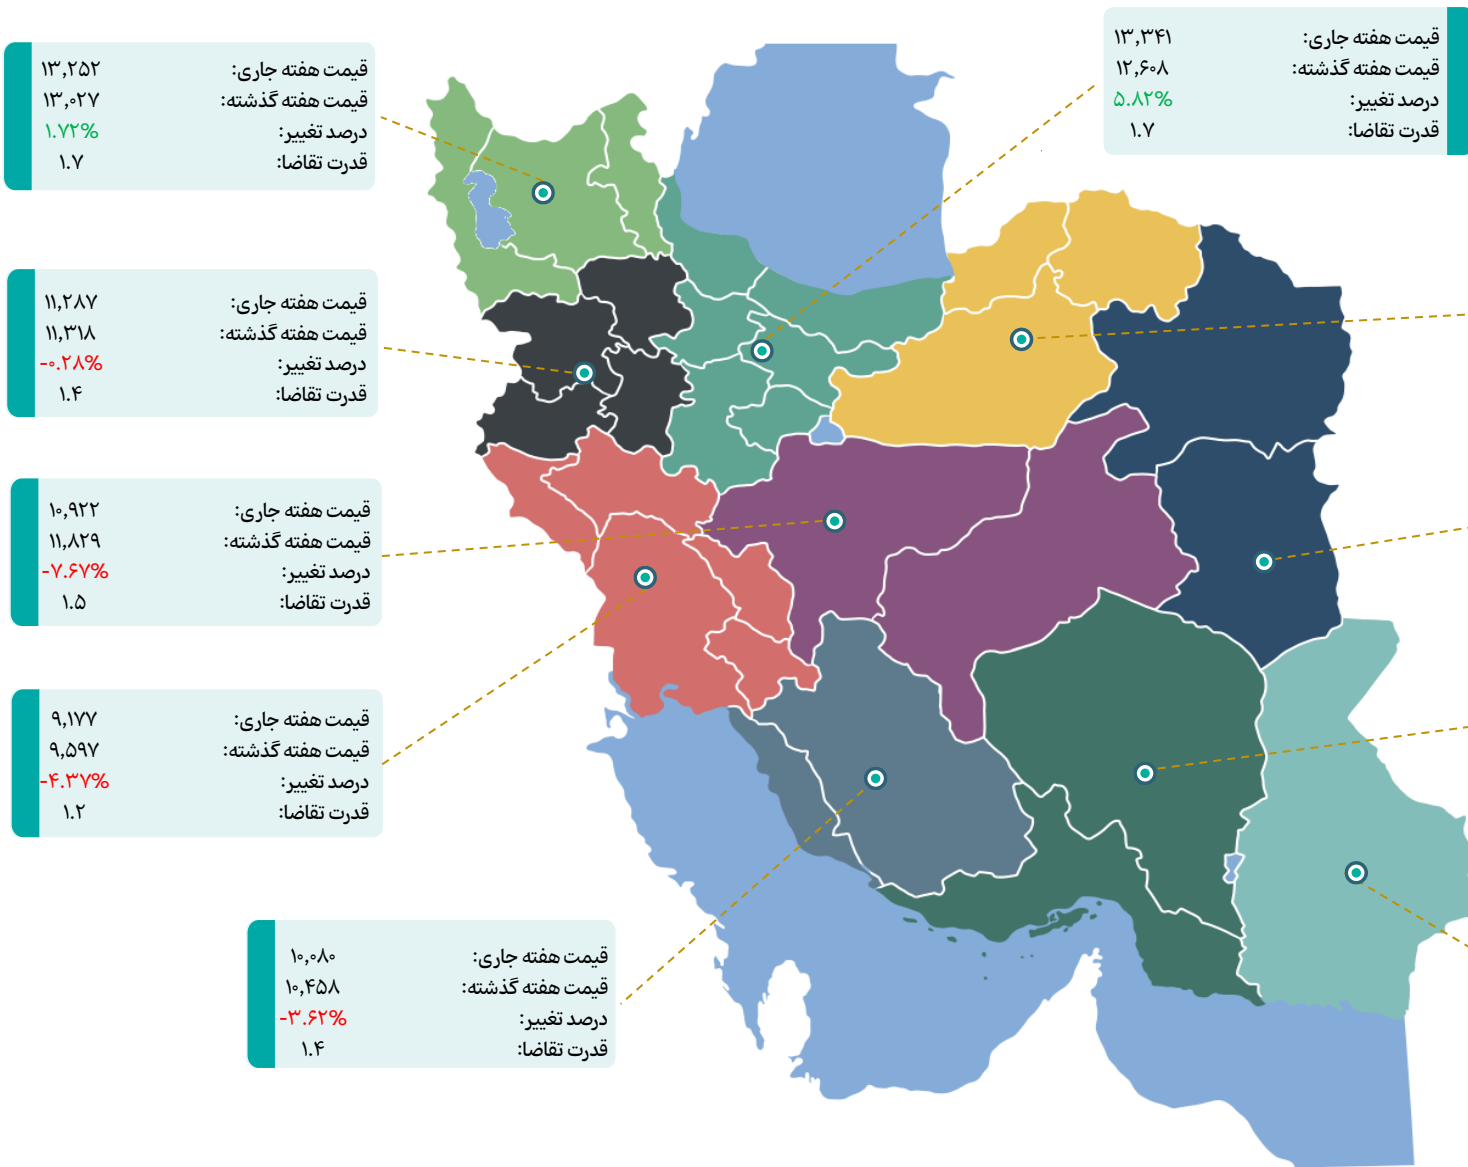 قیمت هفته جاری: ۱۳,۳۴۱
قیمت هفته گذشته: ۱۲,۶۰۸
درصد تغییر: ۵.۸۲%
قدرت تقاضا: ۱.۷
قیمت هفته جاری: ۱۳,۲۵۲
قیمت هفته گذشته: ۱۳,۰۲۷
درصد تغییر: ۱.۷۲%
قدرت تقاضا: ۱.۷
قیمت هفته جاری: ۱۱,۲۸۷
قیمت هفته گذشته: ۱۱,۳۱۸
درصد تغییر: -۰.۲۸%
قدرت تقاضا: ۱.۴
قیمت هفته جاری: ۱۰,۹۲۲
قیمت هفته گذشته: ۱۱,۸۲۹
درصد تغییر: -۷.۶۷%
قدرت تقاضا: ۱.۵
قیمت هفته جاری: ۹,۱۷۷
قیمت هفته گذشته: ۹,۵۹۷
درصد تغییر: -۴.۳۷%
قدرت تقاضا: ۱.۲
قیمت هفته جاری: ۱۰,۰۸۰
قیمت هفته گذشته: ۱۰,۴۵۸
درصد تغییر: -۳.۶۲%
قدرت تقاضا: ۱.۴